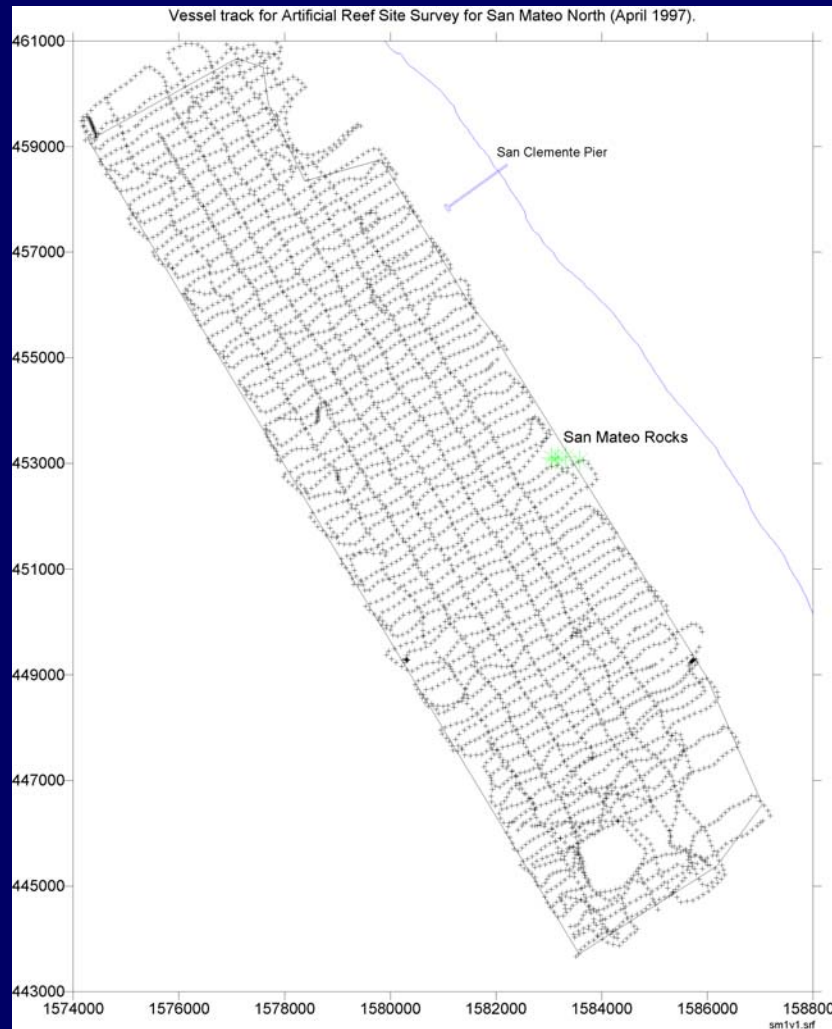 Vessel track for Artificial Reef Site Survey for San Mateo North (April 1997).
461000
459000
San Clemente Pier
457000
455000
San Mateo Rocks
453000
451000
449000
447000
445000
443000
1574000 1576000 1578000 1580000 1582000 1584000 1586000 1588000
sm1v1.srf